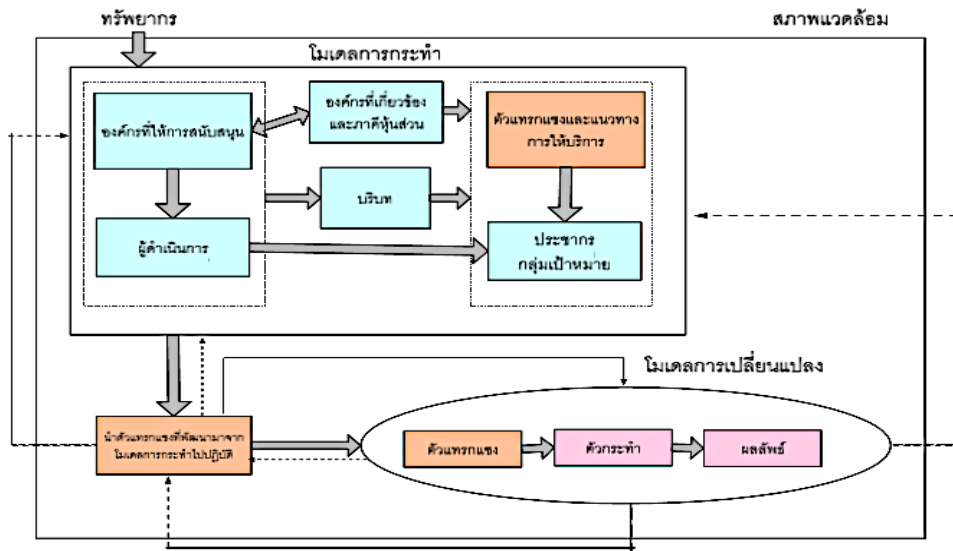 ทรัพยากร
สภาพแวดล้อม
โมเดลการกระทำ
องค์กรที่ให้การสนับสนุน
องค์กรที่เกี่ยวข้อง
และภาคีหุ้นส่วน
ตัวแทรกแซงและแนวทาง
การให้บริการ
บริบท
ผู้ดำเนินการ
ประชากร
กลุ่มเป้าหมาย
โมเดลการเปลี่ยนแปลง
นำตัวแทรกแซงที่พัฒนามาจาก
โมเดลการกระทำไปปฏิบัติ
ตัวแทรกแซง
ตัวกระทำ
ผลลัพธ์